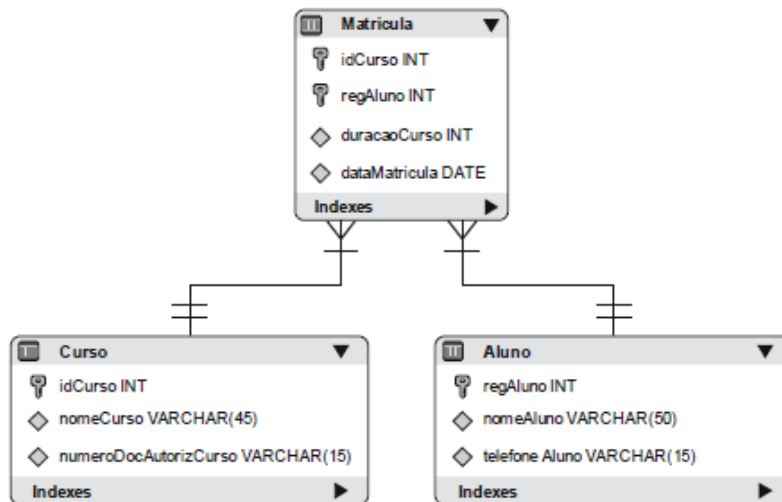 Matricula
idCurso INT
regAluno INT
duracaoCurso INT
dataMatricula DATE
Indexes
Curso
idCurso INT
nomeCurso VARCHAR(45)
numeroDocAutorizCurso VARCHAR(15)
Indexes
Aluno
regAluno INT
nomeAluno VARCHAR(50)
telefone Aluno VARCHAR(15)
Indexes